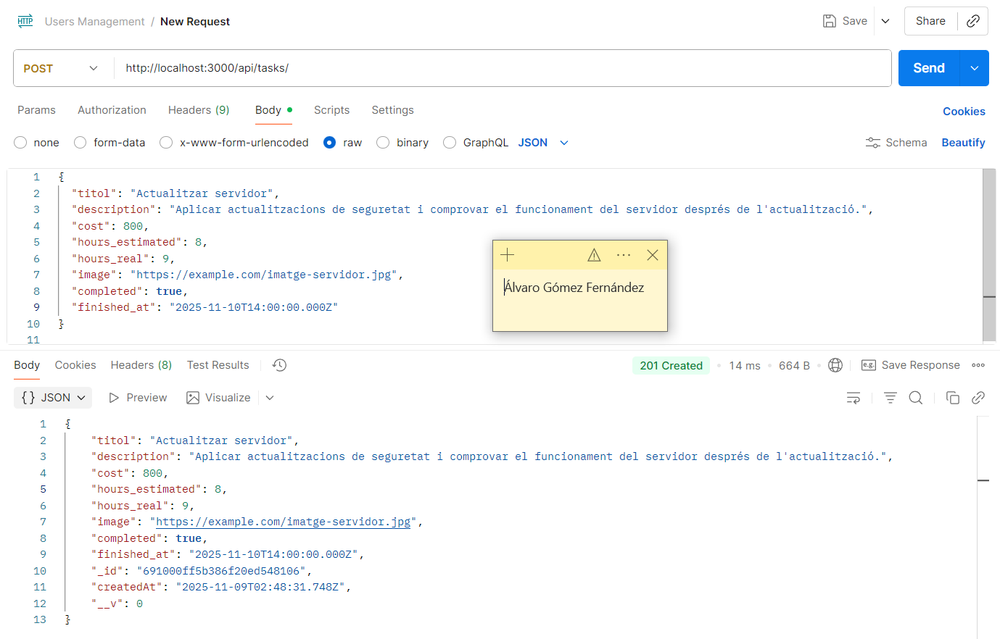 HTTP Users Management / New Request Save Share
POST http://localhost:3000/api/tasks/ Send
Params Authorization Headers (9) Body Scripts Settings Cookies
none form-data x-www-form-urlencoded raw binary GraphQL JSON Schema Beautify
1 {
2 "titol": "Actualitzar servidor",
3 "description": "Aplicar actualitzacions de seguretat i comprovar el funcionament del servidor després de l'actualització.",
4 "cost": 800,
5 "hours_estimated": 8,
6 "hours_real": 9,
7 "image": "https://example.com/imatge-servidor.jpg",
8 "completed": true,
9 "finished_at": "2025-11-10T14:00:00.000Z"
10 }
11
Álvaro Gómez Fernández
Body Cookies Headers (8) Test Results 201 Created 14 ms 664 B e.g. Save Response
{} JSON Preview Visualize
1 {
2 "titol": "Actualitzar servidor",
3 "description": "Aplicar actualitzacions de seguretat i comprovar el funcionament del servidor després de l'actualització.",
4 "cost": 800,
5 "hours_estimated": 8,
6 "hours_real": 9,
7 "image": "https://example.com/imatge-servidor.jpg",
8 "completed": true,
9 "finished_at": "2025-11-10T14:00:00.000Z",
10 "_id": "691000ff5b386f20ed548106",
11 "createdAt": "2025-11-09T02:48:31.748Z",
12 "__v": 0
13 }